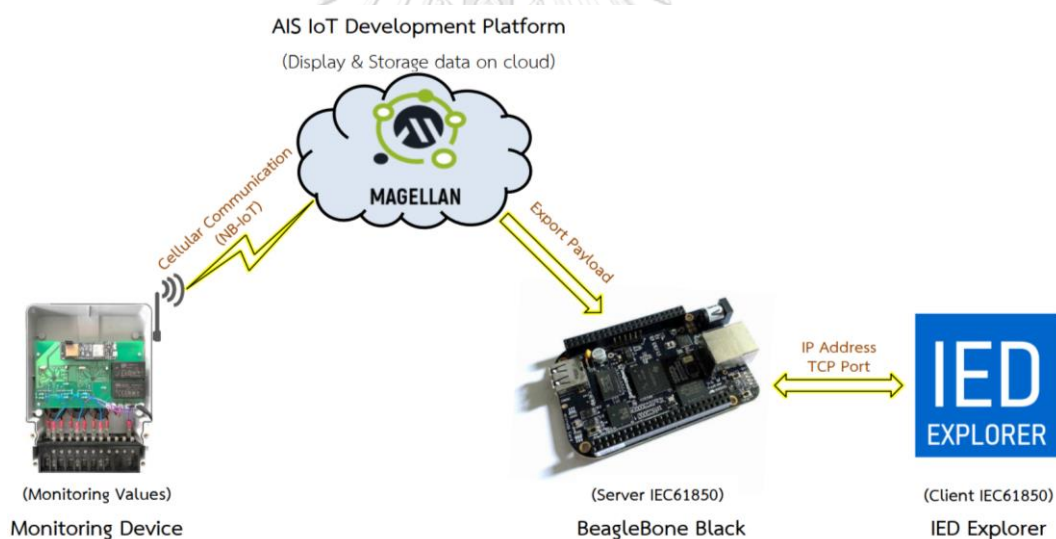 AIS IoT Development Platform
(Display & Storage data on cloud)
MAGELLAN
Cellular Communication
(NB-IoT)
Export Payload
IP Address
TCP Port
IED
EXPLORER
(Monitoring Values)
Monitoring Device
(Server IEC61850)
BeagleBone Black
(Client IEC61850)
IED Explorer